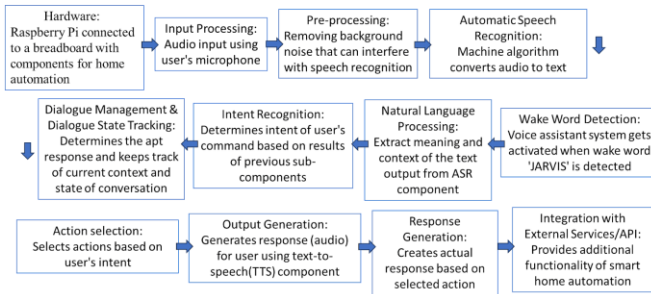 Hardware:
Raspberry Pi connected
to a breadboard with
components for home
automation
Input Processing:
Audio input using
user's microphone
Pre-processing:
Removing background
noise that can interfere
with speech recognition
Automatic Speech
Recognition:
Machine algorithm
converts audio to text
Dialogue Management &
Dialogue State Tracking:
Determines the apt
response and keeps track
of current context and
state of conversation
Intent Recognition:
Determines intent of user's
command based on results
of previous sub-
components
Natural Language
Processing:
Extract meaning and
context of the text
output from ASR
component
Wake Word Detection:
Voice assistant system gets
activated when wake word
'JARVIS' is detected
Action selection:
Selects actions based on
user's intent
Output Generation:
Generates response (audio)
for user using text-to-
speech(TTS) component
Response
Generation:
Creates actual
response based on
selected action
Integration with
External Services/API:
Provides additional
functionality of smart
home automation